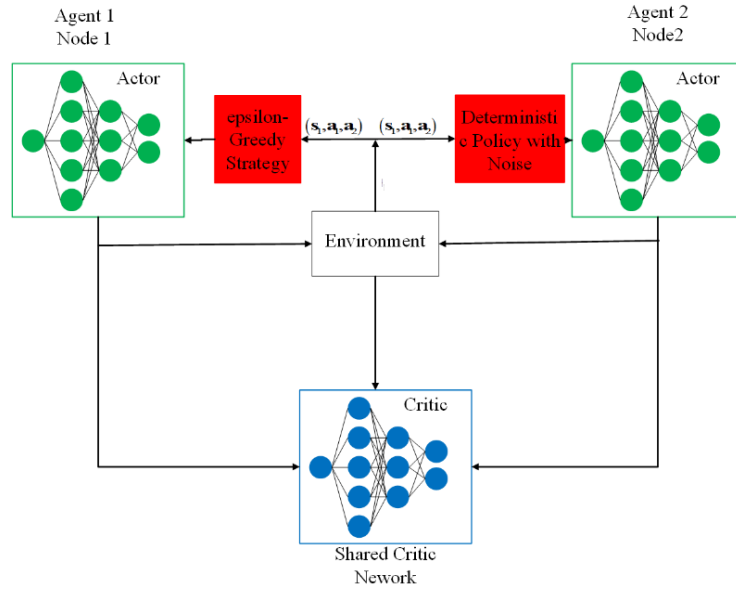 Agent 1
Node 1
Agent 2
Node2
Actor
epsilon-
Greedy
Strategy
(s₁,a₁,a₂) (s₁,a₁,a₂)
Deterministi
c Policy with
Noise
Actor
Environment
Critic
Shared Critic
Nework